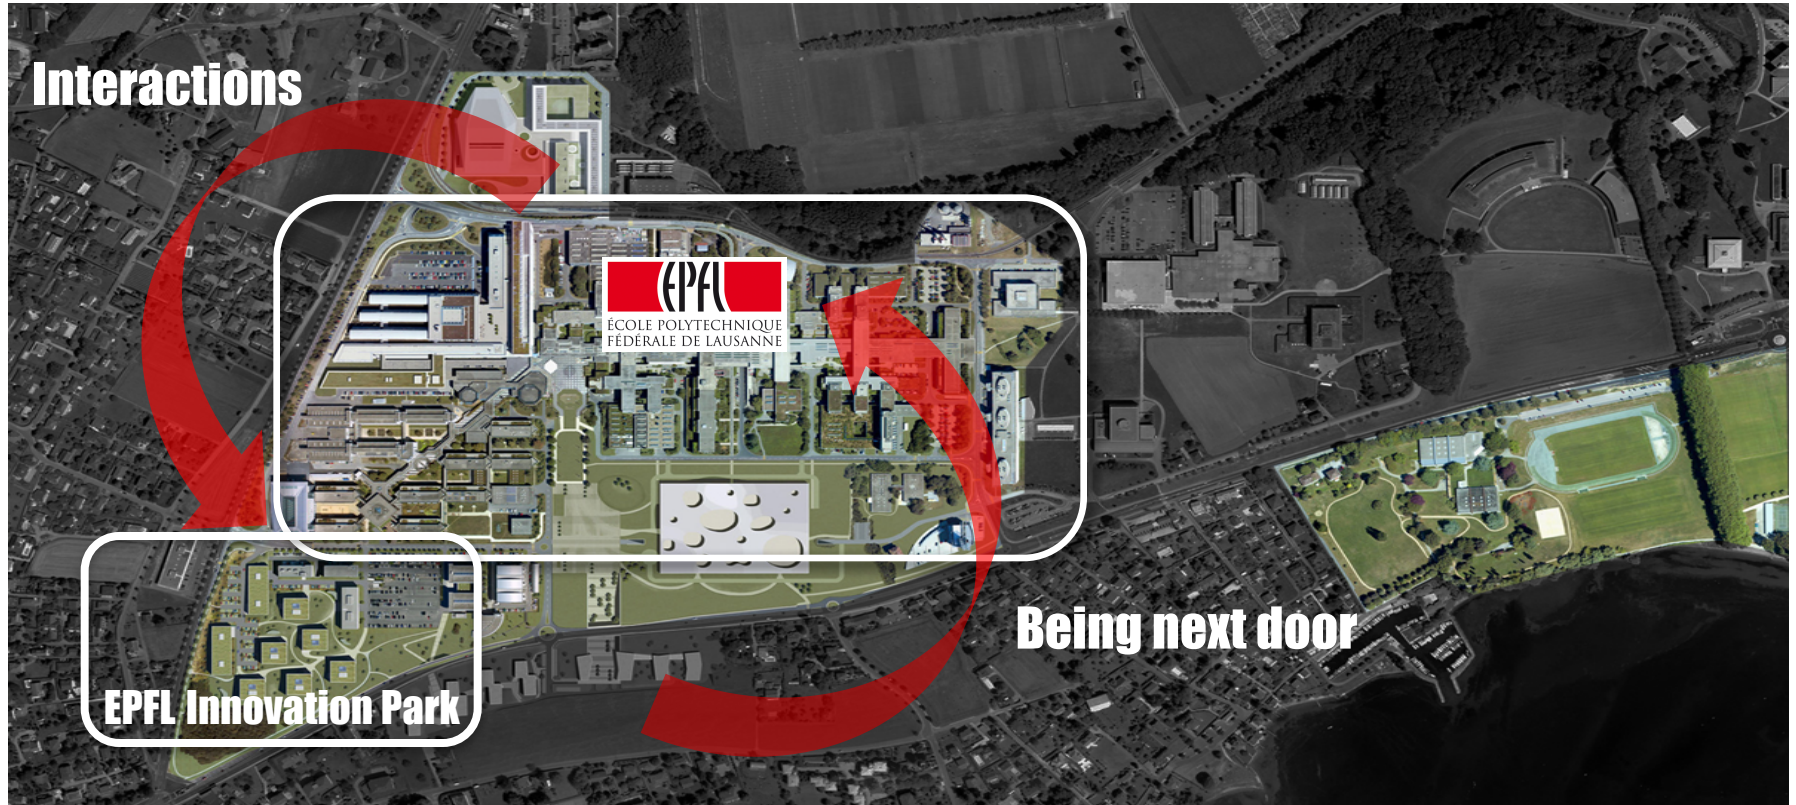 Interactions
EPFL
ÉCOLE POLYTECHNIQUE
FÉDÉRALE DE LAUSANNE
Being next door
EPFL Innovation Park